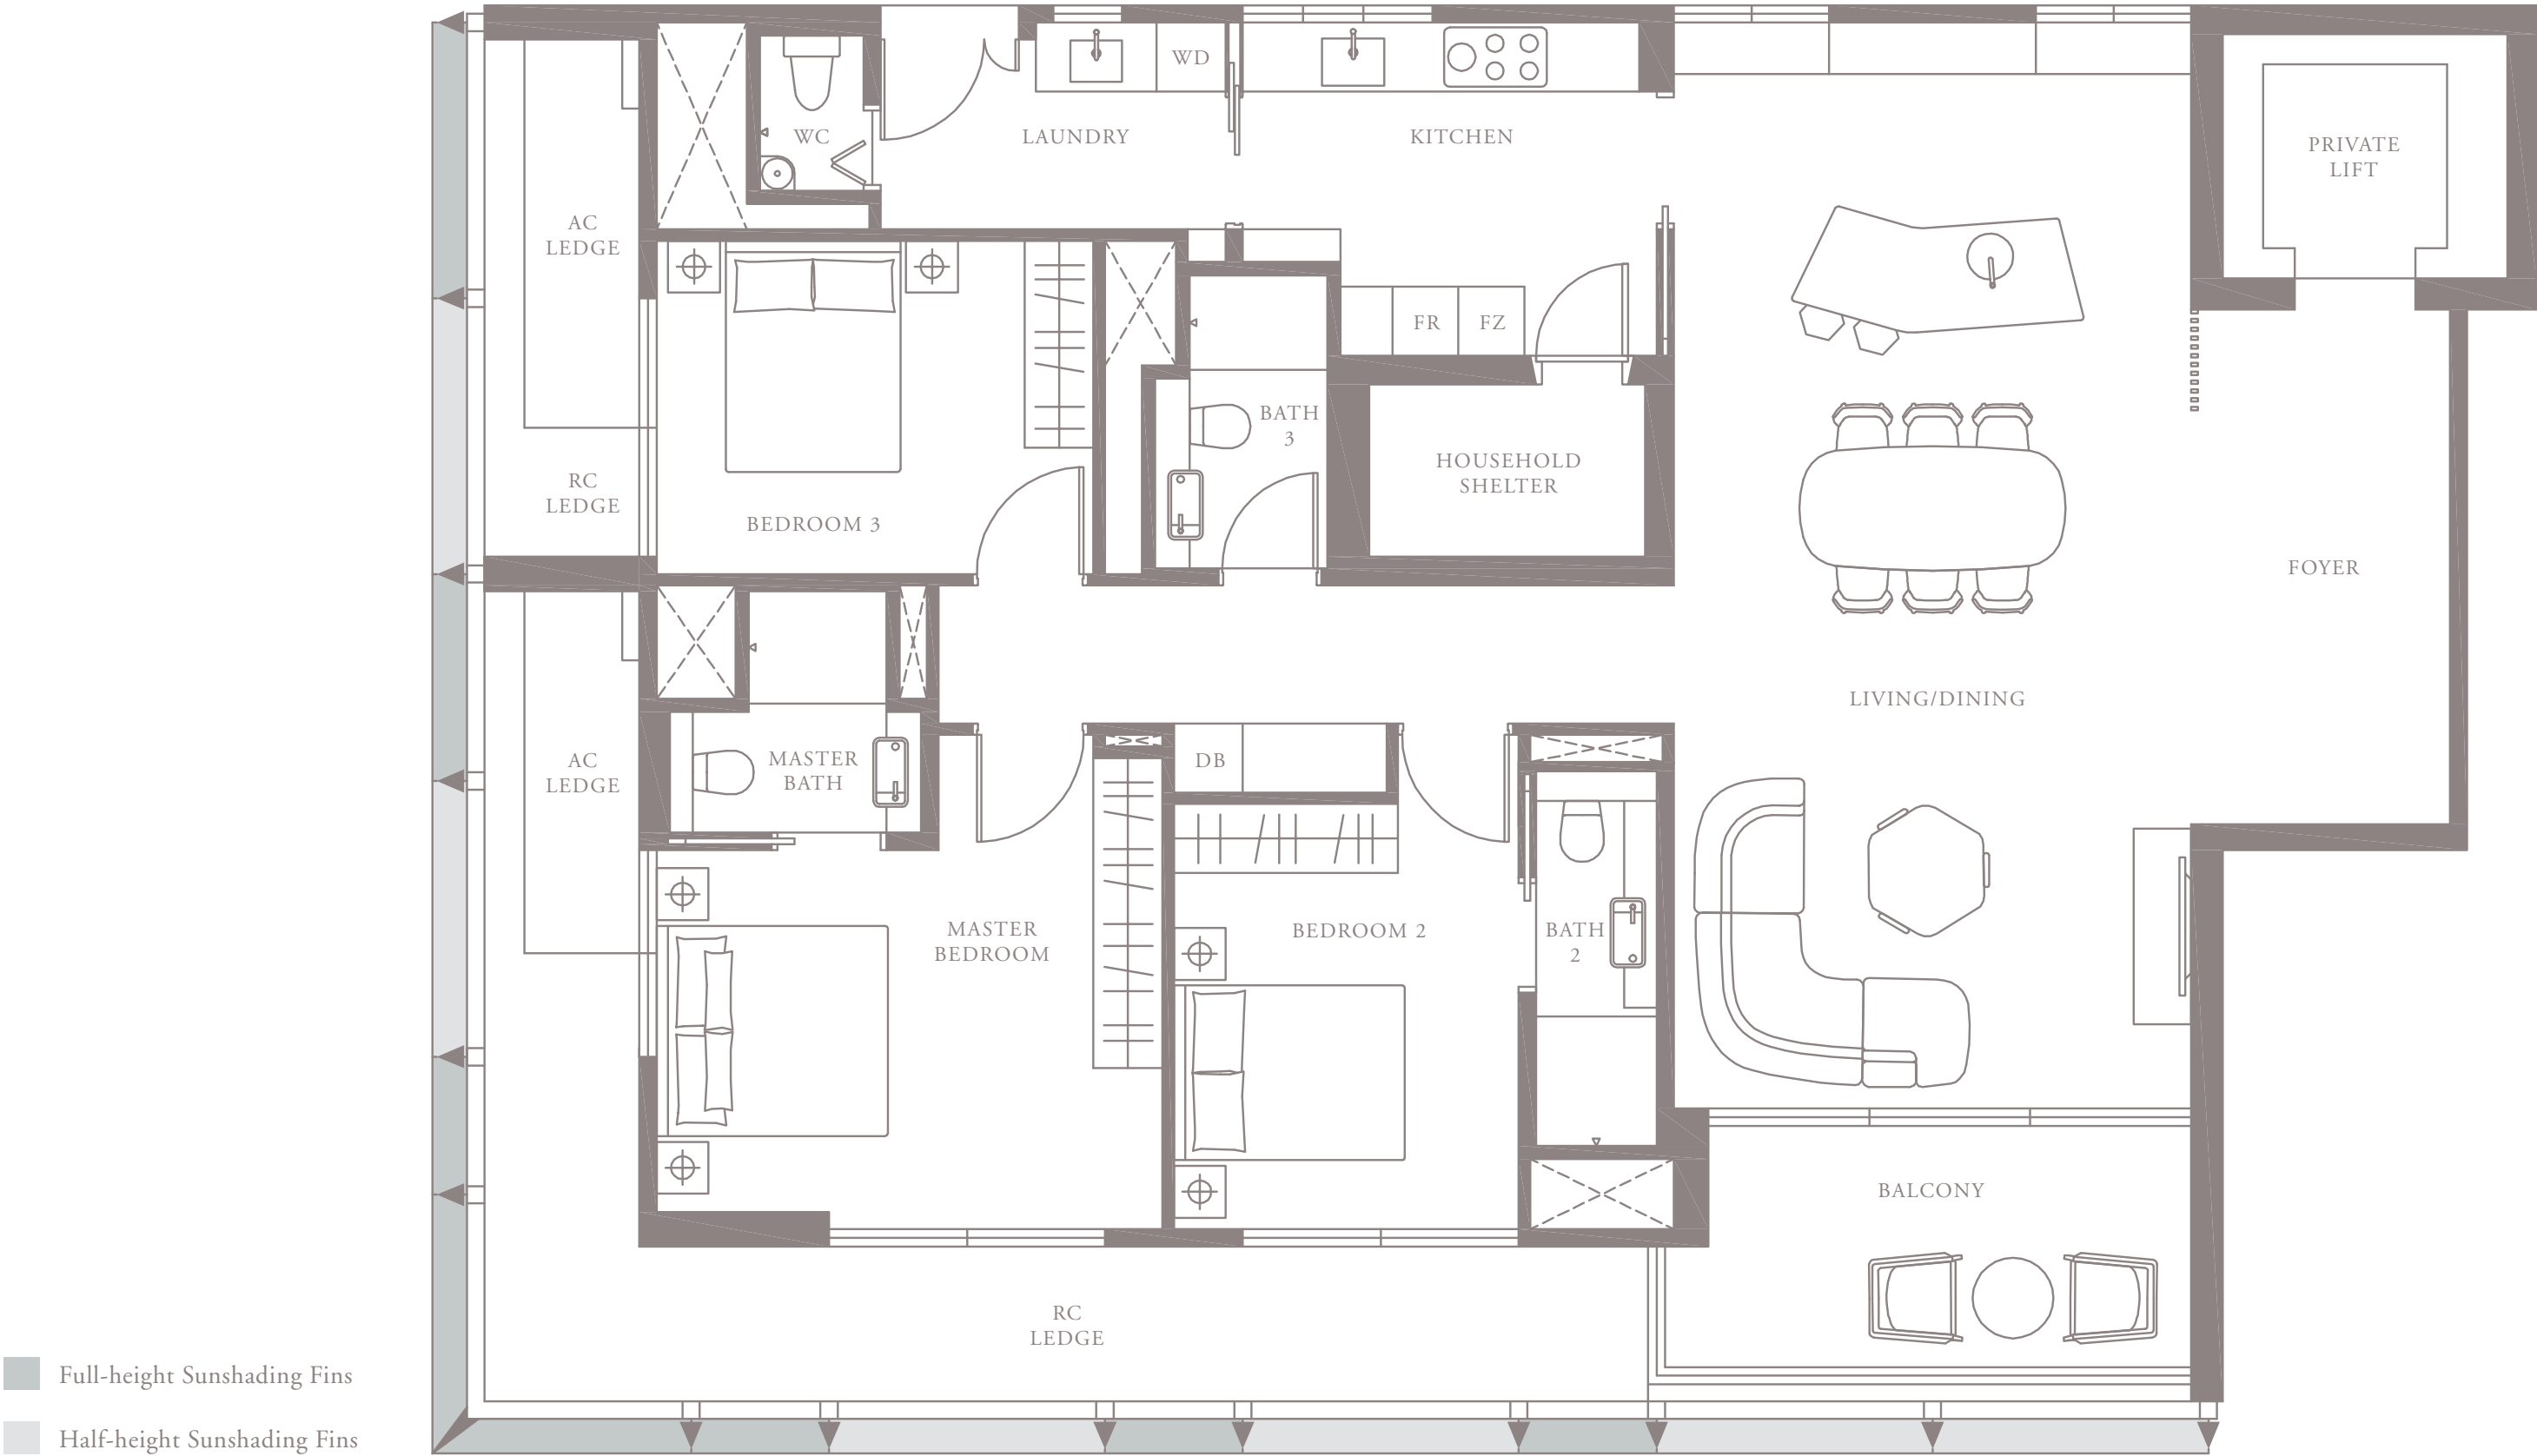 WD
WC
LAUNDRY
KITCHEN
PRIVATE
LIFT
AC
LEDGE
FR
FZ
BATH
3
HOUSEHOLD
SHELTER
RC
LEDGE
BEDROOM 3
FOYER
LIVING/DINING
AC
LEDGE
MASTER
BATH
DB
MASTER
BEDROOM
BEDROOM 2
BATH
2
BALCONY
RC
LEDGE
Full-height Sunshading Fins
Half-height Sunshading Fins